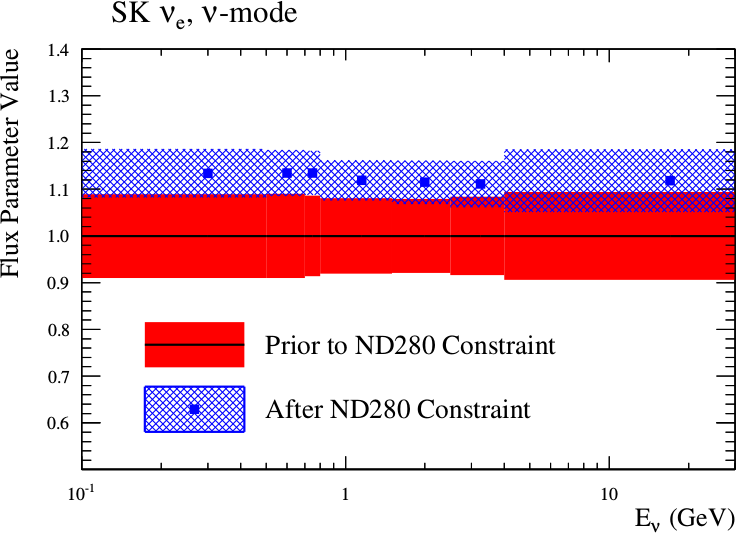 SK νe, ν-mode
Flux Parameter Value
1.4
1.3
1.2
1.1
1.0
0.9
0.8
0.7
0.6
Prior to ND280 Constraint
After ND280 Constraint
10-1 1 10
Eν (GeV)